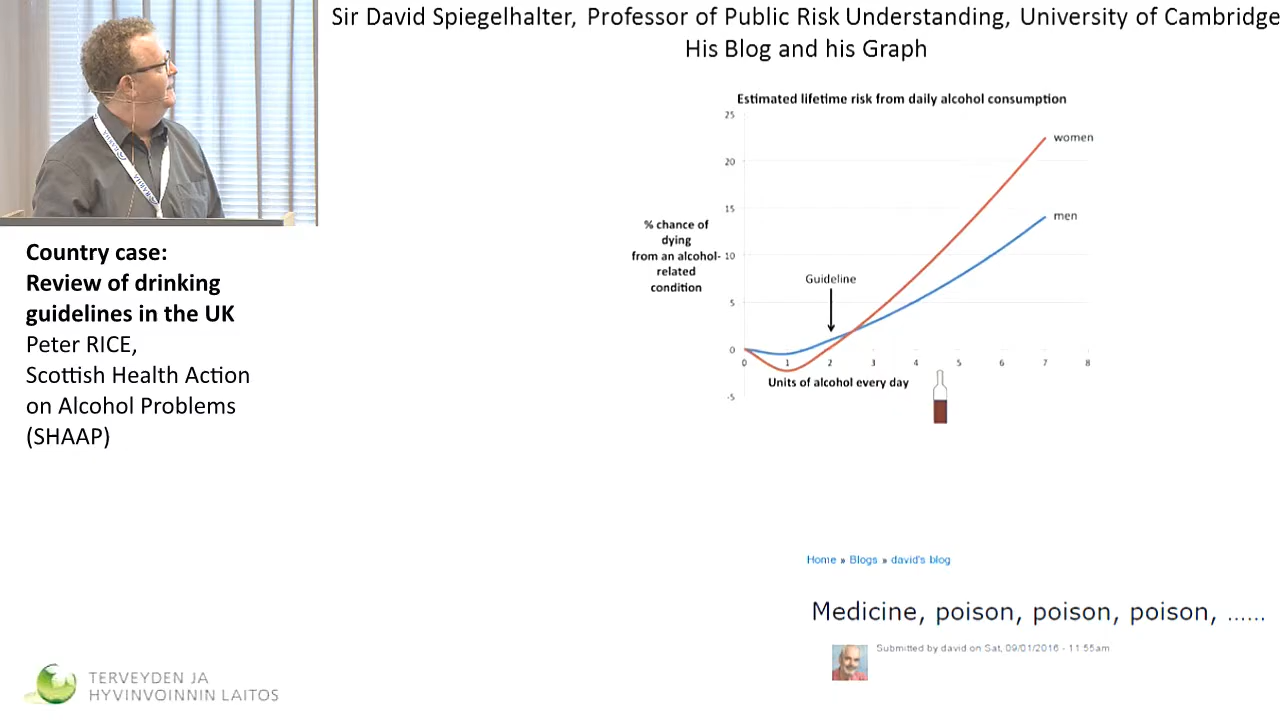 Sir David Spiegelhalter, Professor of Public Risk Understanding, University of Cambridge
His Blog and his Graph
Estimated lifetime risk from daily alcohol consumption
25
20
15
10
5
0
-5
% chance of
dying
from an alcohol-
related
condition
women
men
Guideline
0 1 2 3 4 5 6 7 8
Units of alcohol every day
Country case:
Review of drinking
guidelines in the UK
Peter RICE,
Scottish Health Action
on Alcohol Problems
(SHAAP)
Home » Blogs » david's blog
Medicine, poison, poison, poison, ......
Submitted by david on Sat, 09/01/2016 - 11:55am
TERVEYDEN JA
HYVINVOINNIN LAITOS